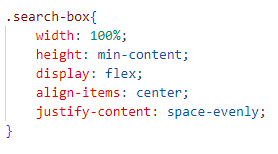 .search-box{
    width: 100%;
    height: min-content;
    display: flex;
    align-items: center;
    justify-content: space-evenly;
}